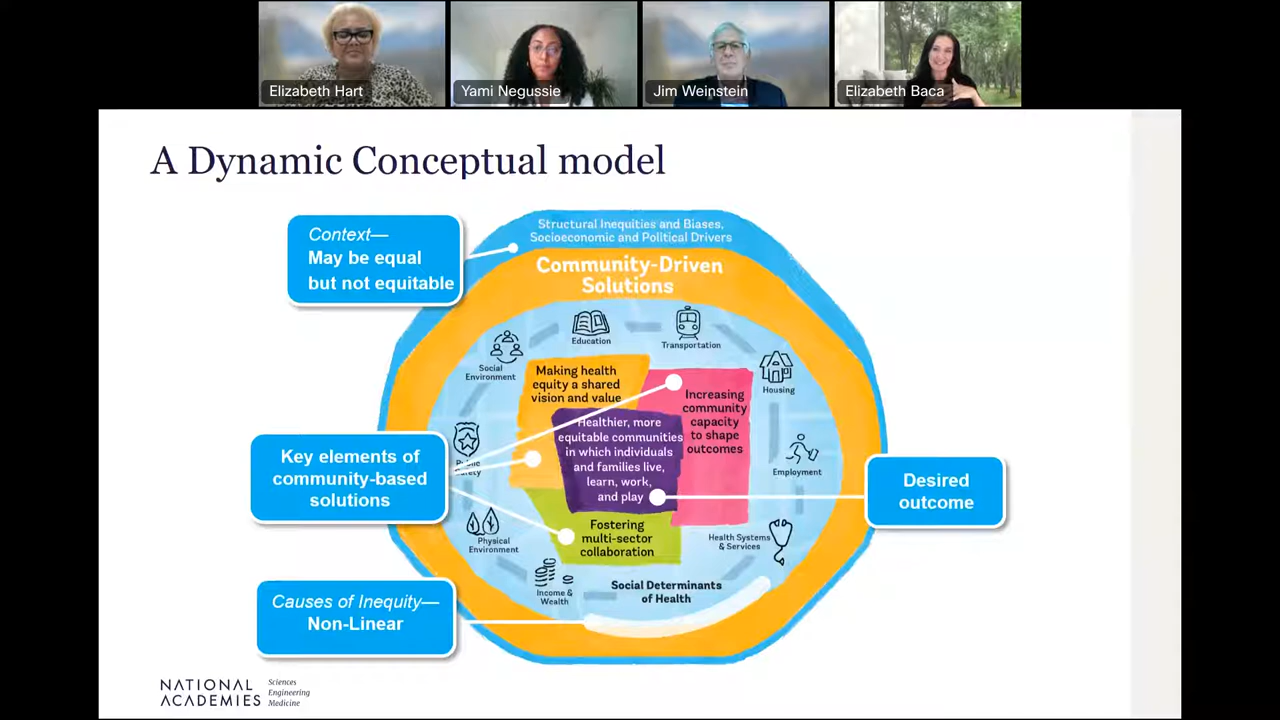 Elizabeth Hart
Yami Negussie
Jim Weinstein
Elizabeth Baca
A Dynamic Conceptual model
Context—
May be equal
but not equitable
Structural Inequities and Biases,
Socioeconomic and Political Drivers
Community-Driven
Solutions
Education
Transportation
Social
Environment
Housing
Making health
equity a shared
vision and value
Increasing
community
capacity
to shape
outcomes
Healthier, more
equitable communities
in which individuals
and families live,
learn, work,
and play
Public
Safety
Employment
Key elements of
community-based
solutions
Desired
outcome
Fostering
multi-sector
collaboration
Physical
Environment
Health Systems
& Services
Income &
Wealth
Social Determinants
of Health
Causes of Inequity—
Non-Linear
NATIONAL
ACADEMIES
Sciences
Engineering
Medicine